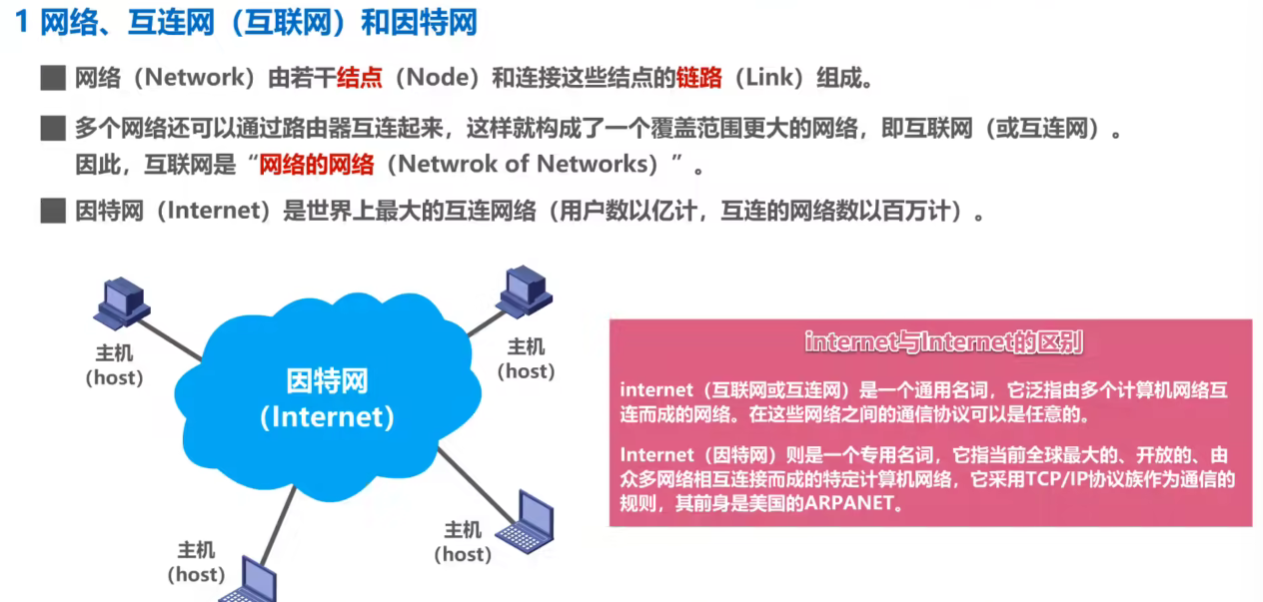 1 网络、互连网（互联网）和因特网
网络（Network）由若干结点（Node）和连接这些结点的链路（Link）组成。
多个网络还可以通过路由器互连起来，这样就构成了一个覆盖范围更大的网络，即互联网（或互连网）。
因此，互联网是“网络的网络（Netwrok of Networks）”。
因特网（Internet）是世界上最大的互连网络（用户数以亿计，互连的网络数以百万计）。
主机
(host)
主机
(host)
因特网
(Internet)
主机
(host)
主机
(host)
internet与Internet的区别
internet（互联网或互连网）是一个通用名词，它泛指由多个计算机网络互
连而成的网络。在这些网络之间的通信协议可以是任意的。
Internet（因特网）则是一个专用名词，它指当前全球最大的、开放的、由
众多网络相互连接而成的特定计算机网络，它采用TCP/IP协议族作为通信的
规则，其前身是美国的ARPANET。